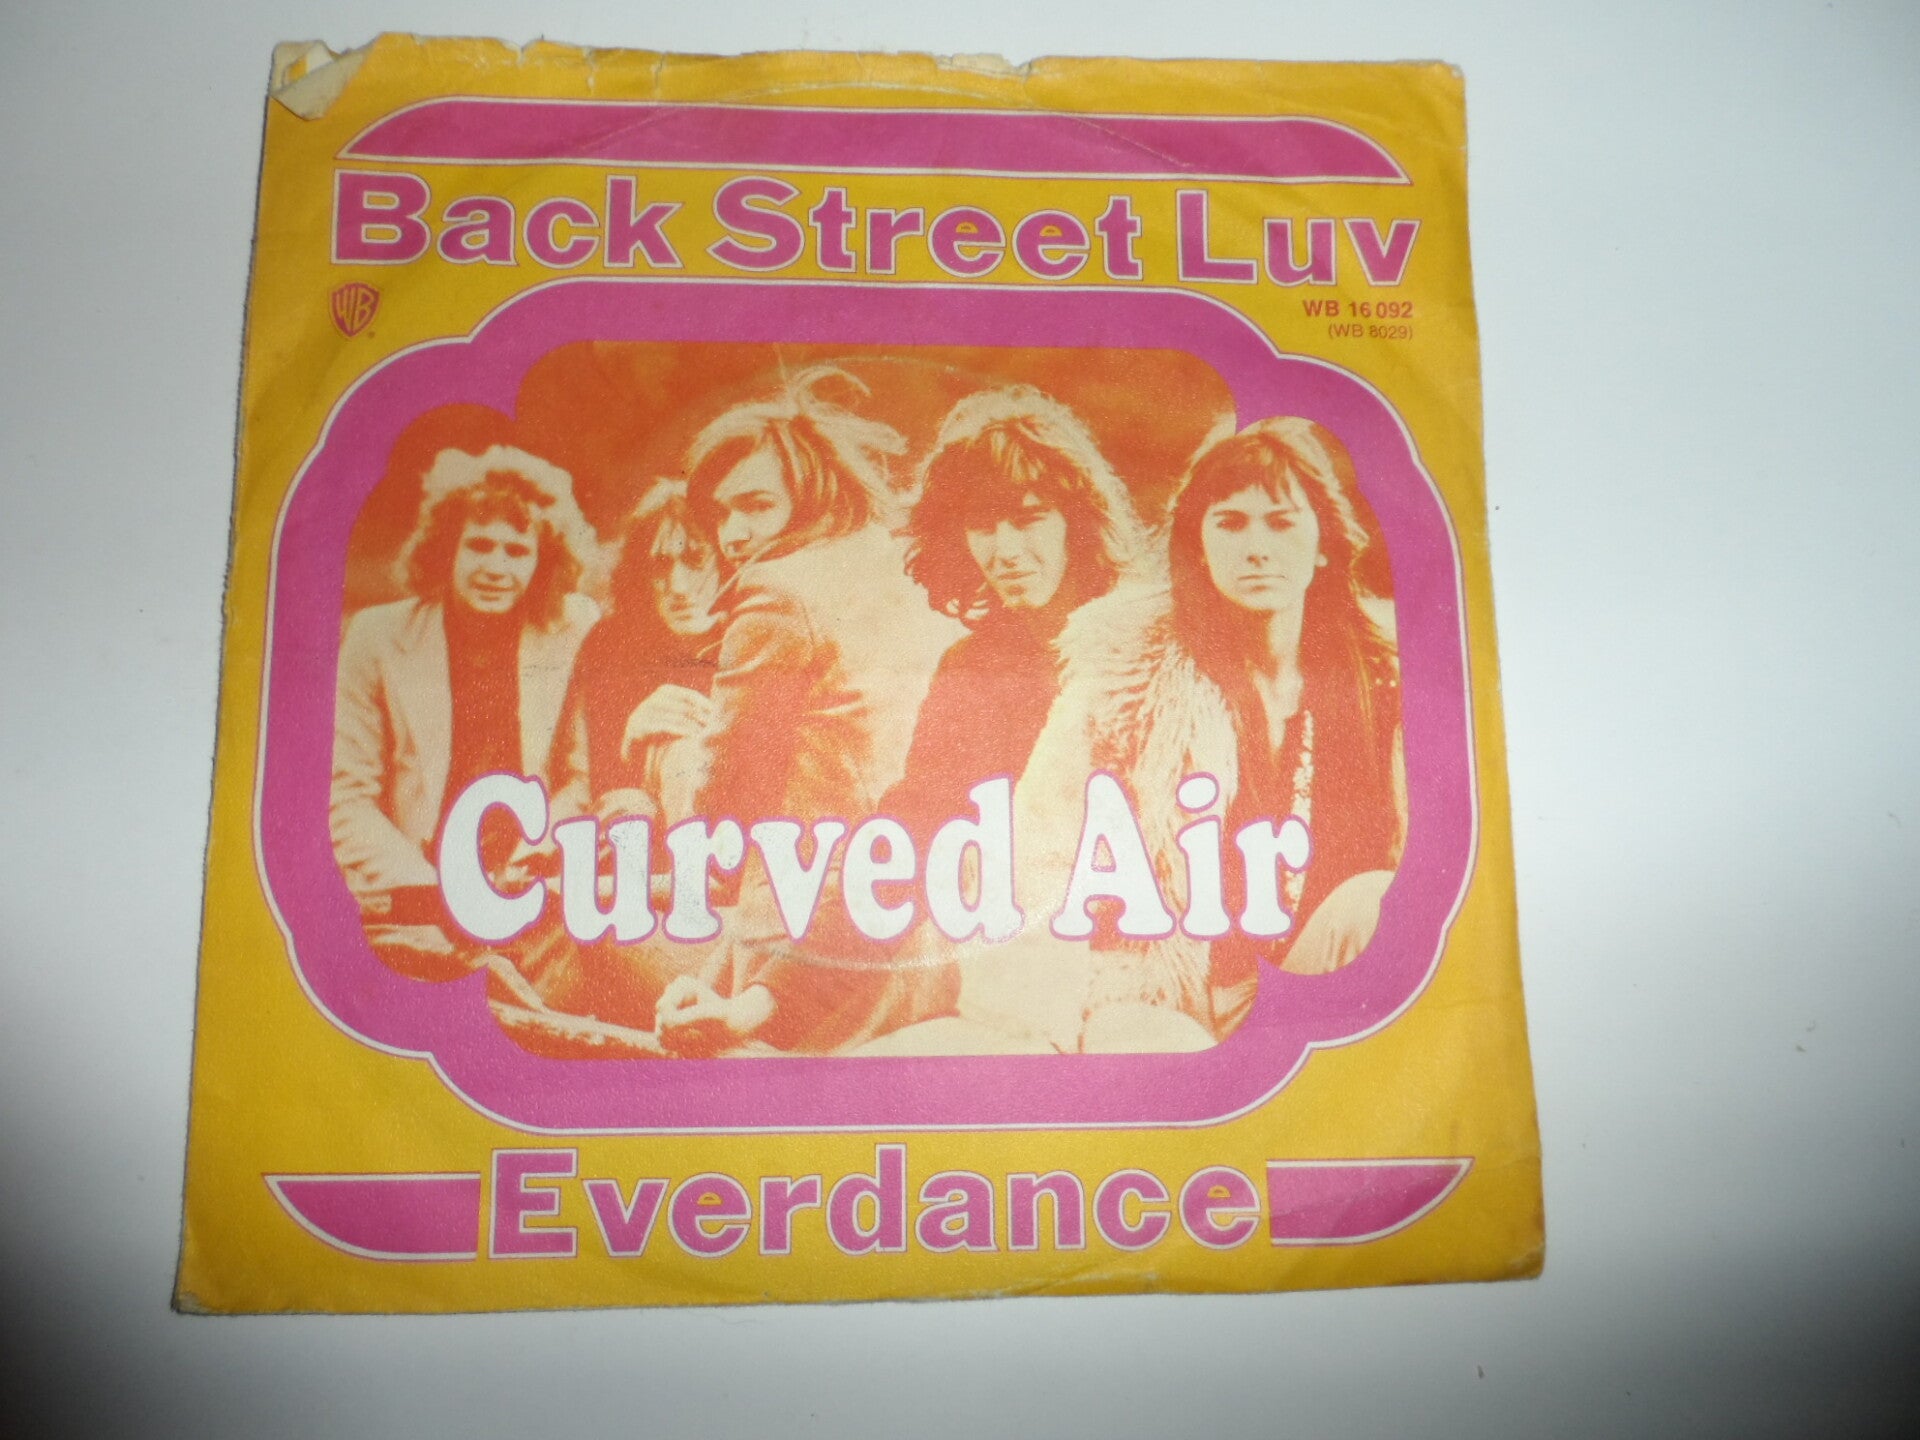 Back Street Luv
WB
WB 16 092
(WB 8029)
Curved Air
Everdance